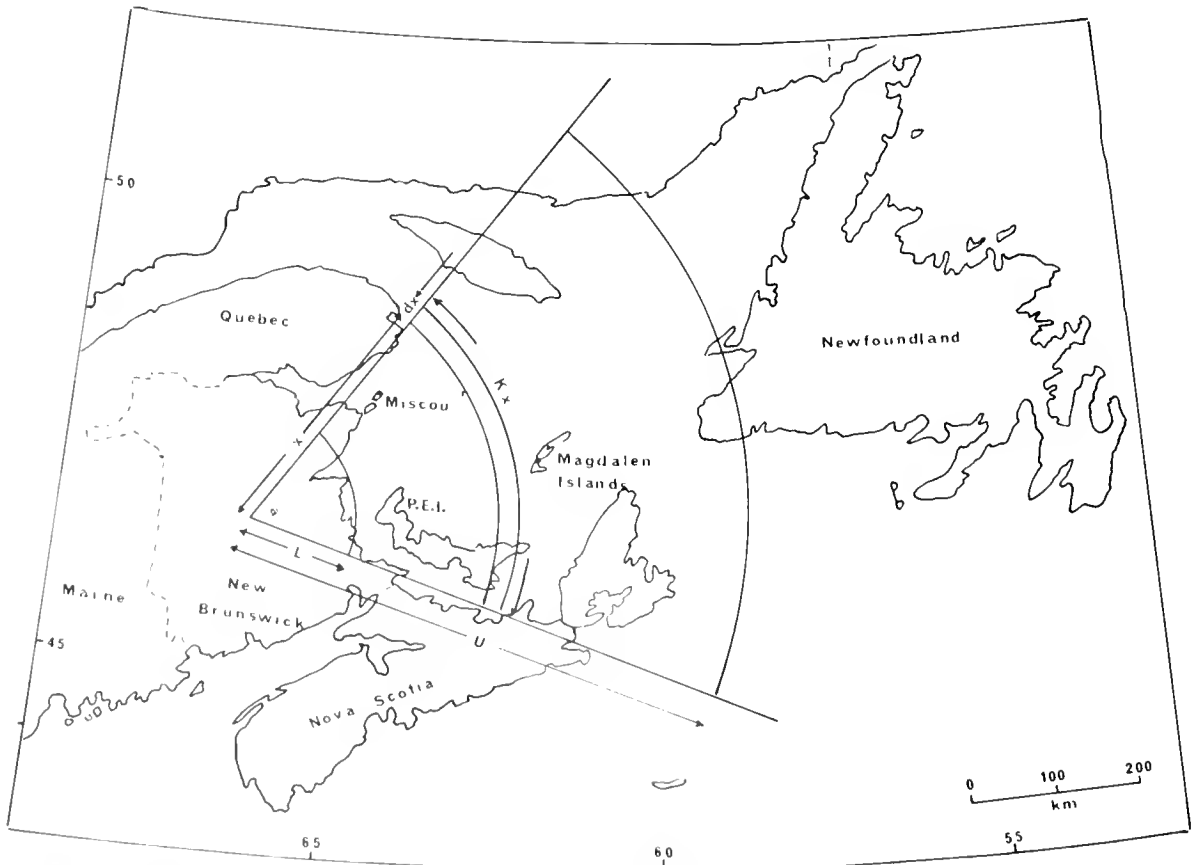 50
Quebec
dx
Kx
Newfoundland
Miscou
x
Magdalen
Islands
P.E.I.
L
New
Brunswick
Maine
U
45
Nova Scotia
0 100 200
km
65
60
55